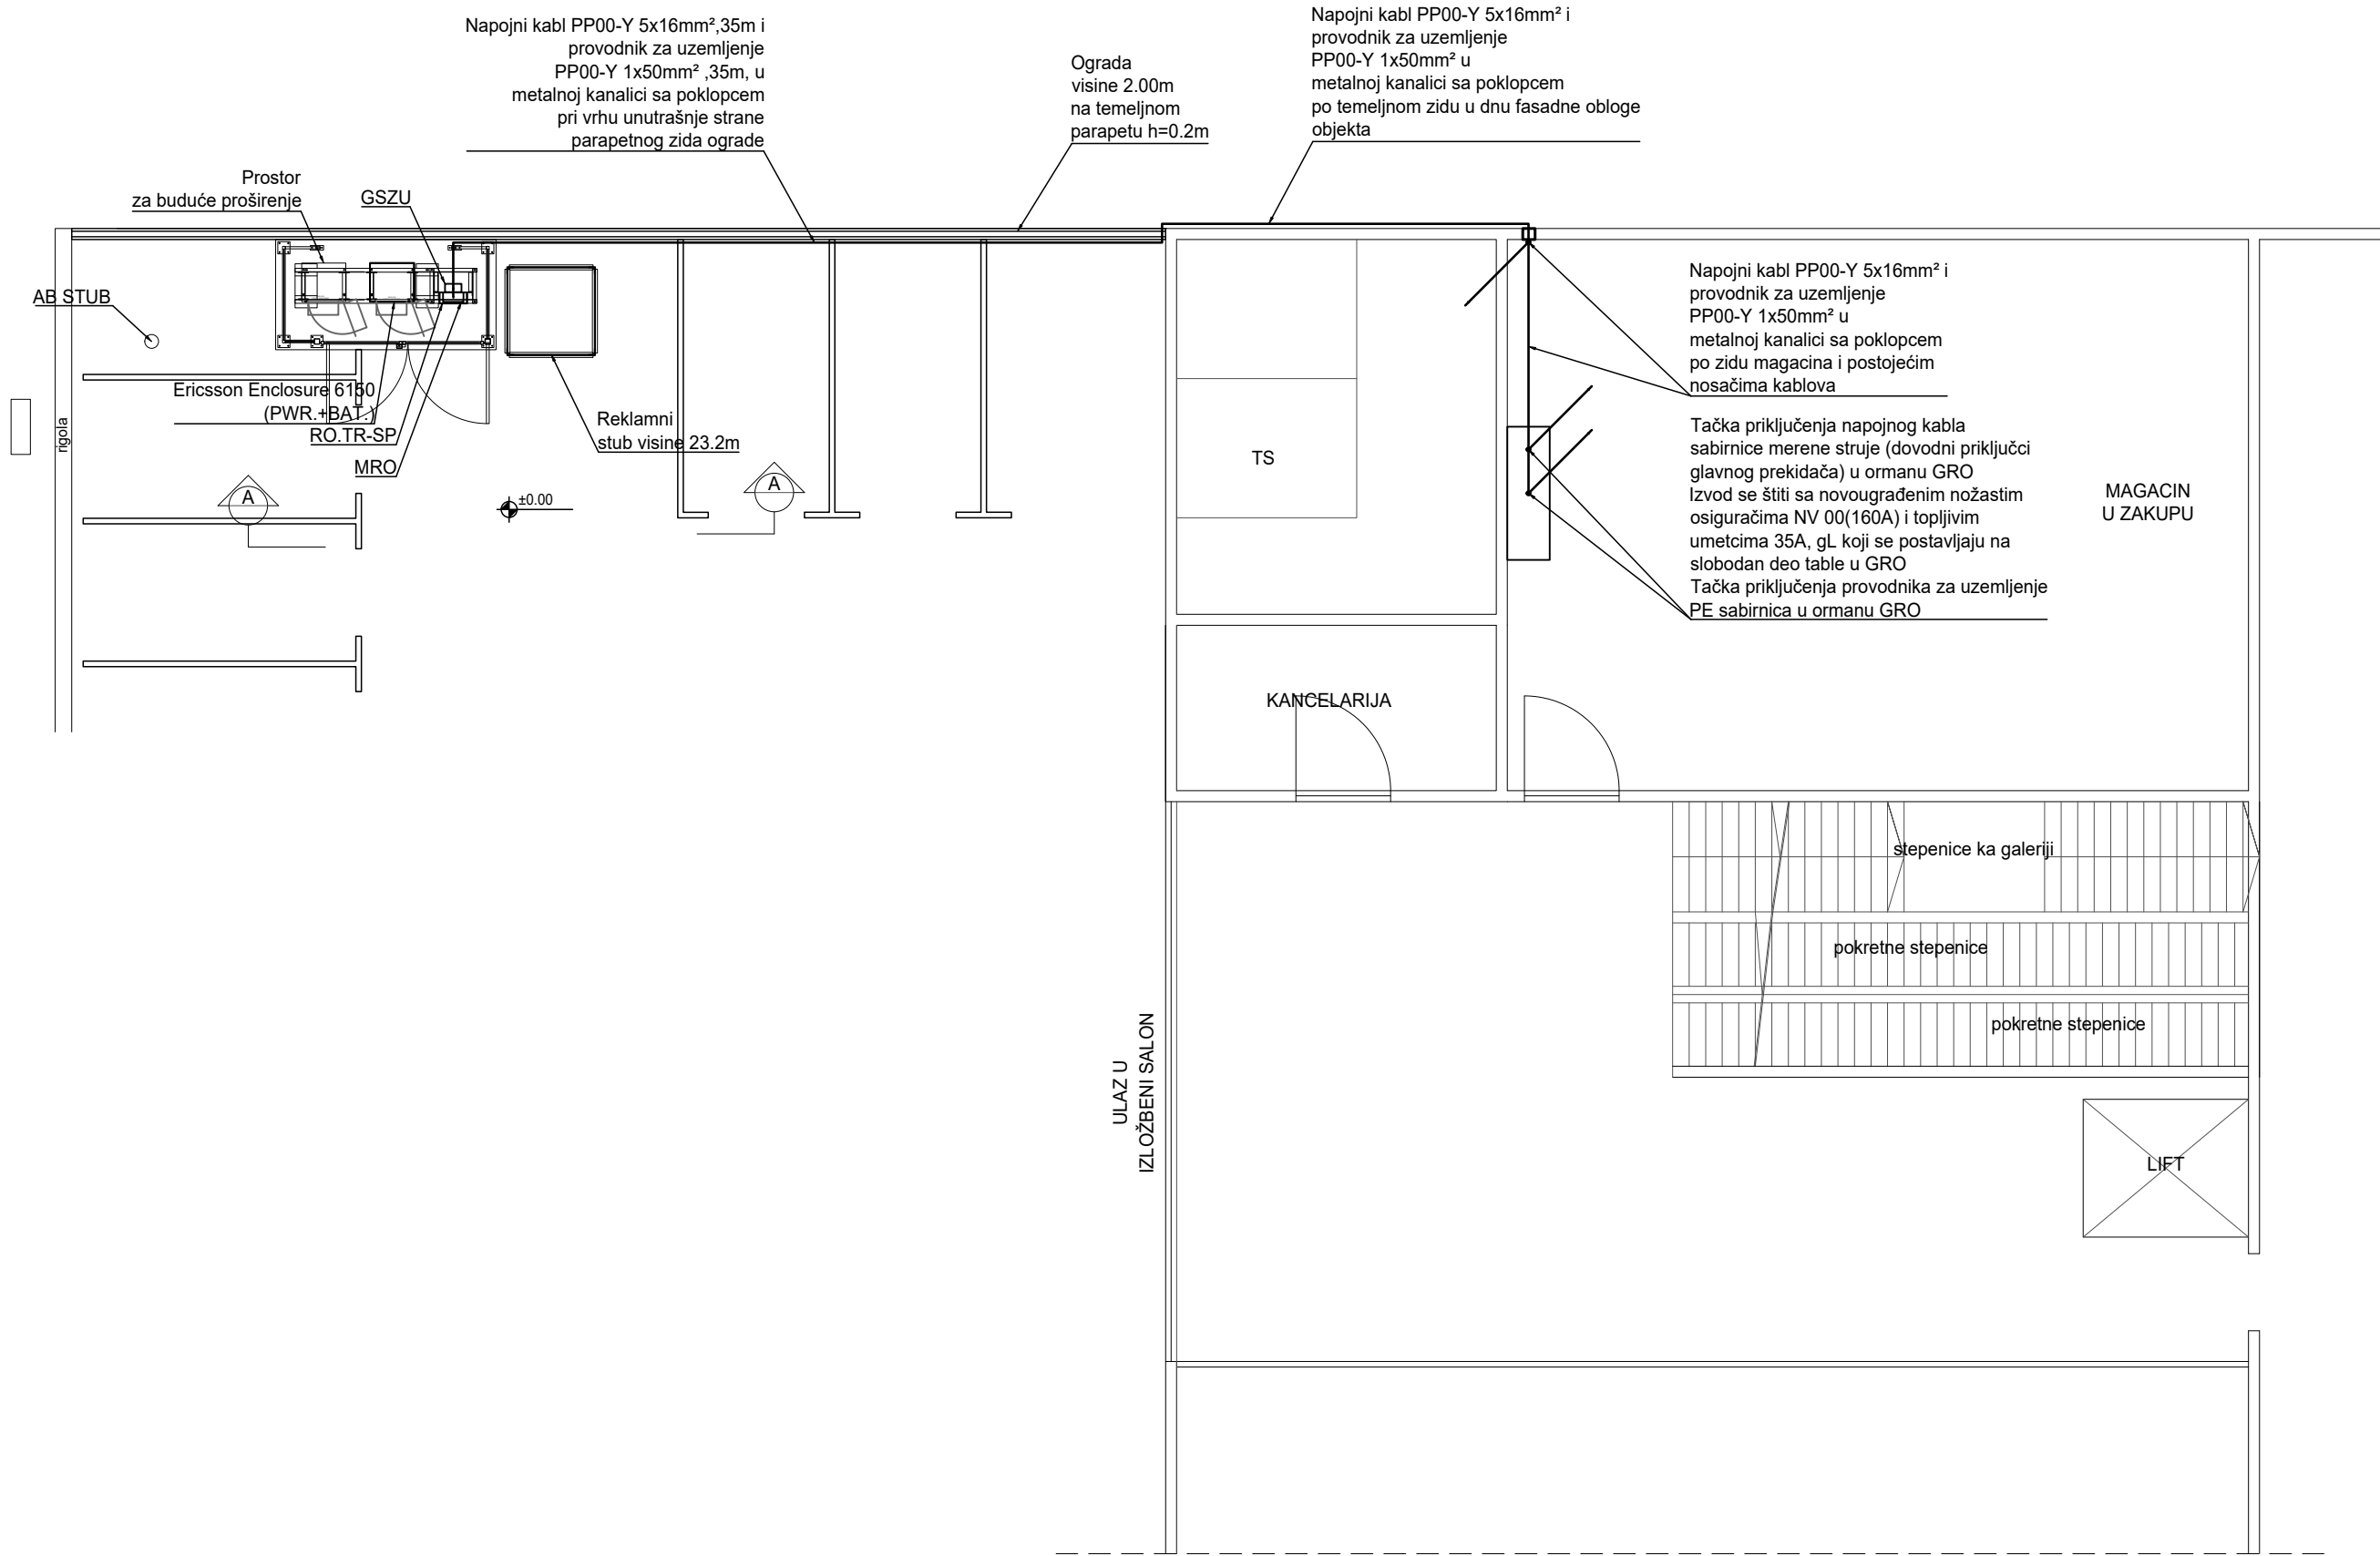 Napojni kabl PP00-Y 5x16mm²,35m i
provodnik za uzemljenje
PP00-Y 1x50mm² ,35m, u
metalnoj kanalici sa poklopcem
pri vrhu unutrašnje strane
parapetnog zida ograde
Ograda
visine 2.00m
na temeljnom
parapetu h=0.2m
Napojni kabl PP00-Y 5x16mm² i
provodnik za uzemljenje
PP00-Y 1x50mm² u
metalnoj kanalici sa poklopcem
po temeljnom zidu u dnu fasadne obloge
objekta
Prostor
za buduće proširenje
GSZU
AB STUB
rigola
Ericsson Enclosure 6150
(PWR.+BAT.)
RO.TR-SP
MRO
Reklamni
stub visine 23.2m
A
A
±0.00
TS
Napojni kabl PP00-Y 5x16mm² i
provodnik za uzemljenje
PP00-Y 1x50mm² u
metalnoj kanalici sa poklopcem
po zidu magacina i postojećim
nosačima kablova
Tačka priključenja napojnog kabla
sabirnice merene struje (dovodni priključci
glavnog prekidača) u ormanu GRO
Izvod se štiti sa novougrađenim nožastim
osiguračima NV 00(160A) i topljivim
umetcima 35A, gL koji se postavljaju na
slobodan deo table u GRO
Tačka priključenja provodnika za uzemljenje
PE sabirnica u ormanu GRO
MAGACIN
U ZAKUPU
KANCELARIJA
stepenice ka galeriji
pokretne stepenice
pokretne stepenice
ULAZ U
IZLOŽBENI SALON
LIFT